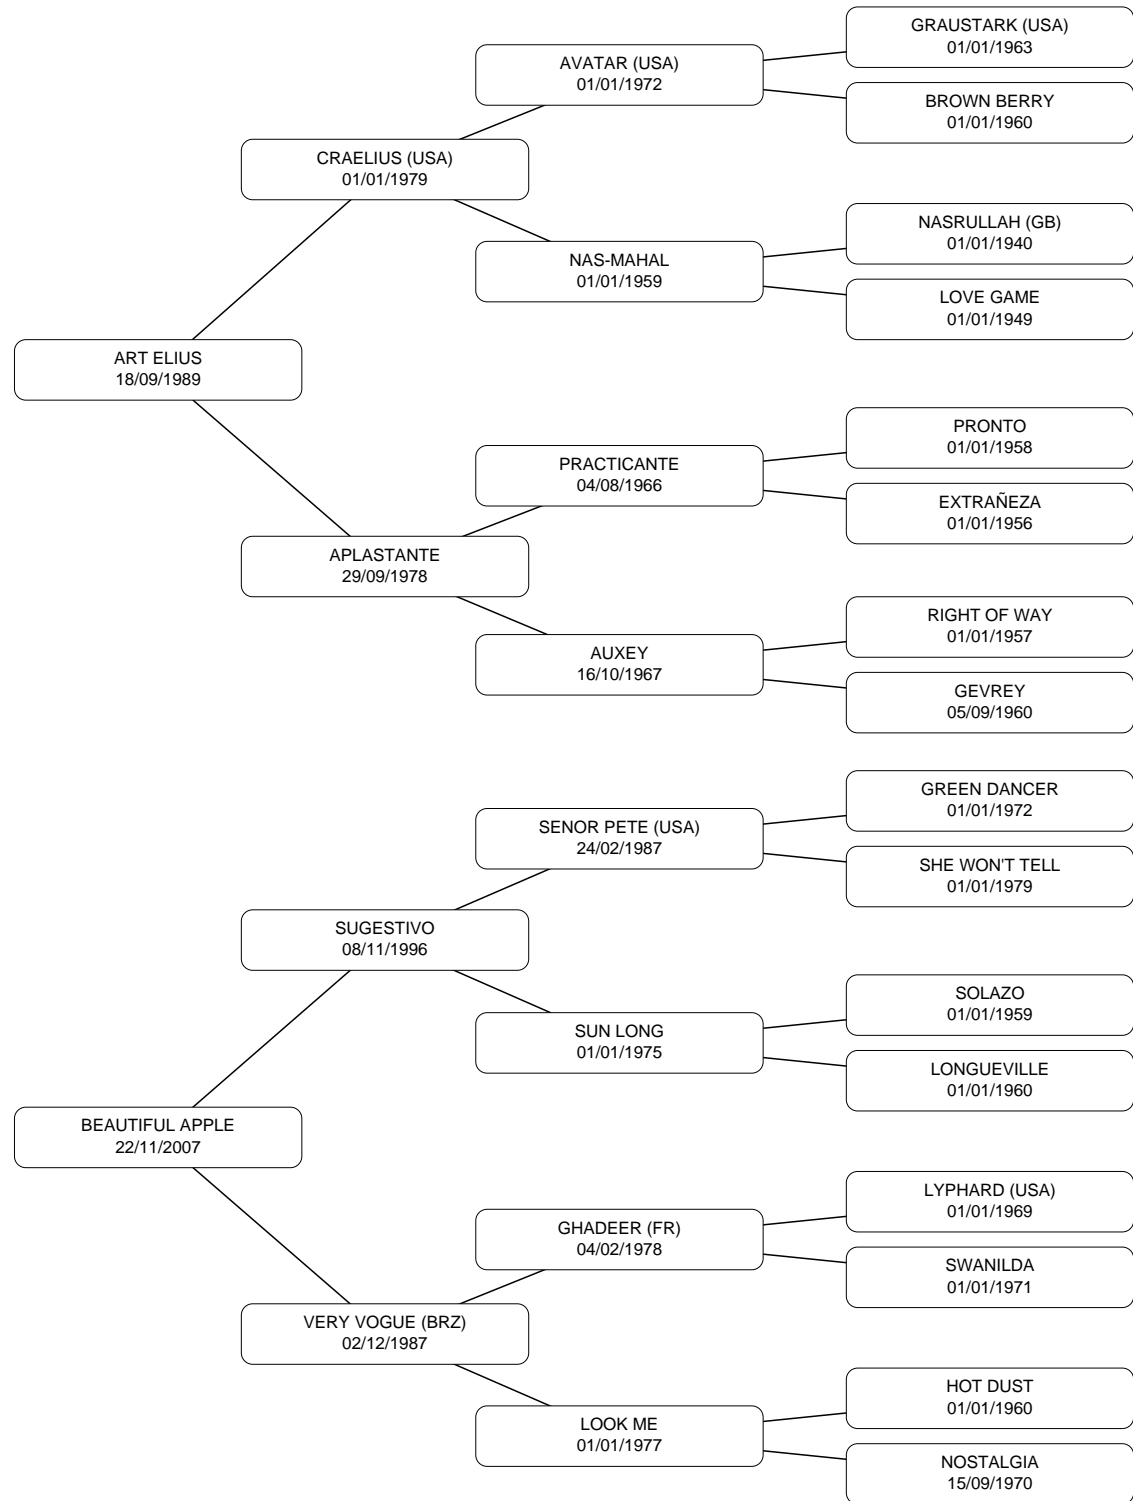 GRAUSTARK (USA)
01/01/1963
AVATAR (USA)
01/01/1972
BROWN BERRY
01/01/1960
CRAELIUS (USA)
01/01/1979
NASRULLAH (GB)
01/01/1940
NAS-MAHAL
01/01/1959
LOVE GAME
01/01/1949
ART ELIUS
18/09/1989
PRONTO
01/01/1958
PRACTICANTE
04/08/1966
EXTRAÑEZA
01/01/1956
APLASTANTE
29/09/1978
RIGHT OF WAY
01/01/1957
AUXEY
16/10/1967
GEVREY
05/09/1960
GREEN DANCER
01/01/1972
SENOR PETE (USA)
24/02/1987
SHE WON'T TELL
01/01/1979
SUGESTIVO
08/11/1996
SOLAZO
01/01/1959
SUN LONG
01/01/1975
LONGUEVILLE
01/01/1960
BEAUTIFUL APPLE
22/11/2007
LYPHARD (USA)
01/01/1969
GHADEER (FR)
04/02/1978
SWANILDA
01/01/1971
VERY VOGUE (BRZ)
02/12/1987
HOT DUST
01/01/1960
LOOK ME
01/01/1977
NOSTALGIA
15/09/1970